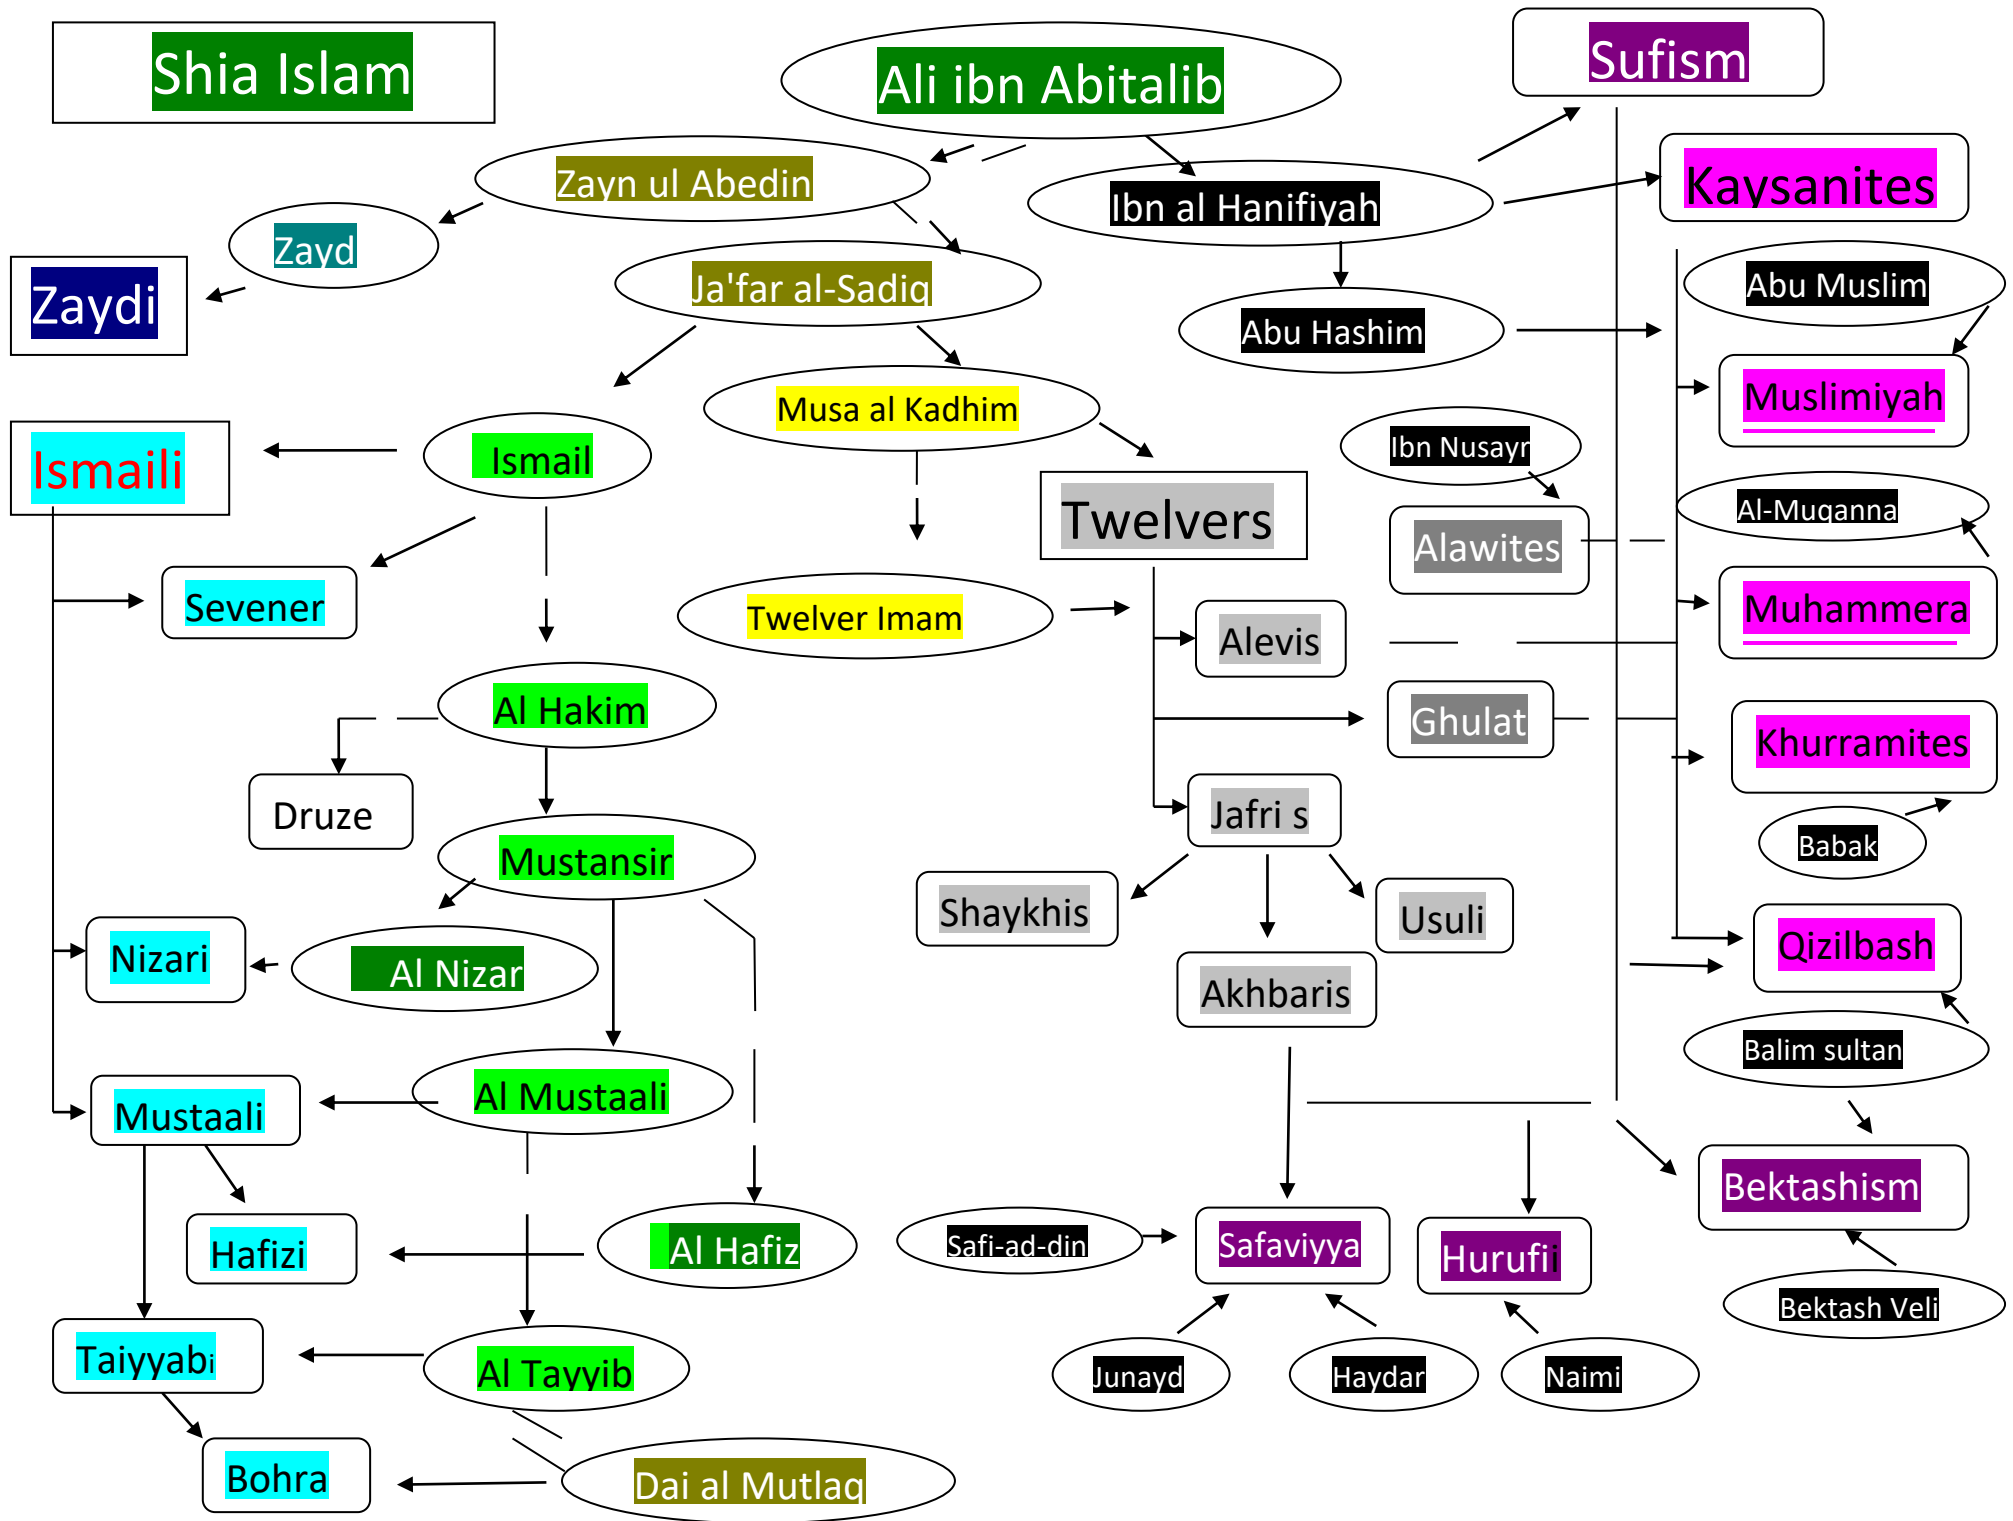 Shia Islam
Ali ibn Abitalib
Sufism
Zayn ul Abedin
Ibn al Hanifiyah
Kaysanites
Zayd
Ja'far al-Sadiq
Abu Muslim
Zaydi
Abu Hashim
Musa al Kadhim
Muslimiyah
Ismaili
Ismail
Ibn Nusayr
Twelvers
Al-Muqanna
Alawites
Sevener
Twelver Imam
Alevis
Muhammera
Al Hakim
Ghulat
Khurramites
Druze
Jafri s
Mustansir
Babak
Shaykhis
Usuli
Nizari
Al Nizar
Akhbaris
Qizilbash
Balim sultan
Mustaali
Al Mustaali
Bektashism
Hafizi
Al Hafiz
Safi-ad-din
Safaviyya
Hurufii
Bektash Veli
Taiyyabi
Al Tayyib
Junayd
Haydar
Naimi
Bohra
Dai al Mutlaq